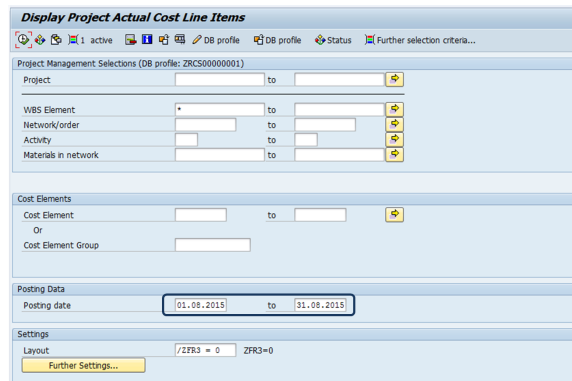 Display Project Actual Cost Line Items
1 active DB profile DB profile Status Further selection criteria...
Project Management Selections (DB profile: ZRCS00000001)
Project to
WBS Element * to
Network/order to
Activity to
Materials in network to
Cost Elements
Cost Element to
Or
Cost Element Group
Posting Data
Posting date 01.08.2015 to 31.08.2015
Settings
Layout /ZFR3 = 0 ZFR3=0
Further Settings...